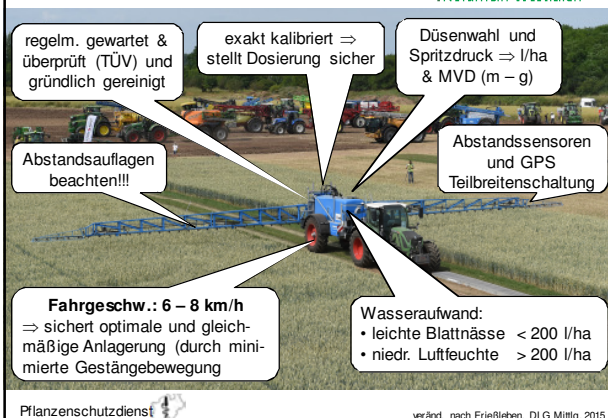 regelm. gewartet &
überprüft (TÜV) und
gründlich gereinigt
exakt kalibriert ⇒
stellt Dosierung sicher
Düsenwahl und
Spritzdruck ⇒ l/ha
& MVD (m – g)
Abstandsauflagen
beachten!!!
Abstandssensoren
und GPS
Teilbreitenschaltung
Fahrgeschw.: 6 – 8 km/h
⇒ sichert optimale und gleich-
mäßige Anlagerung (durch mini-
mierte Gestängebewegung
Wasseraufwand:
• leichte Blattnässe < 200 l/ha
• niedr. Luftfeuchte > 200 l/ha
Pflanzenschutzdienst
veränd. nach Frießleben, DLG Mittlg. 2015